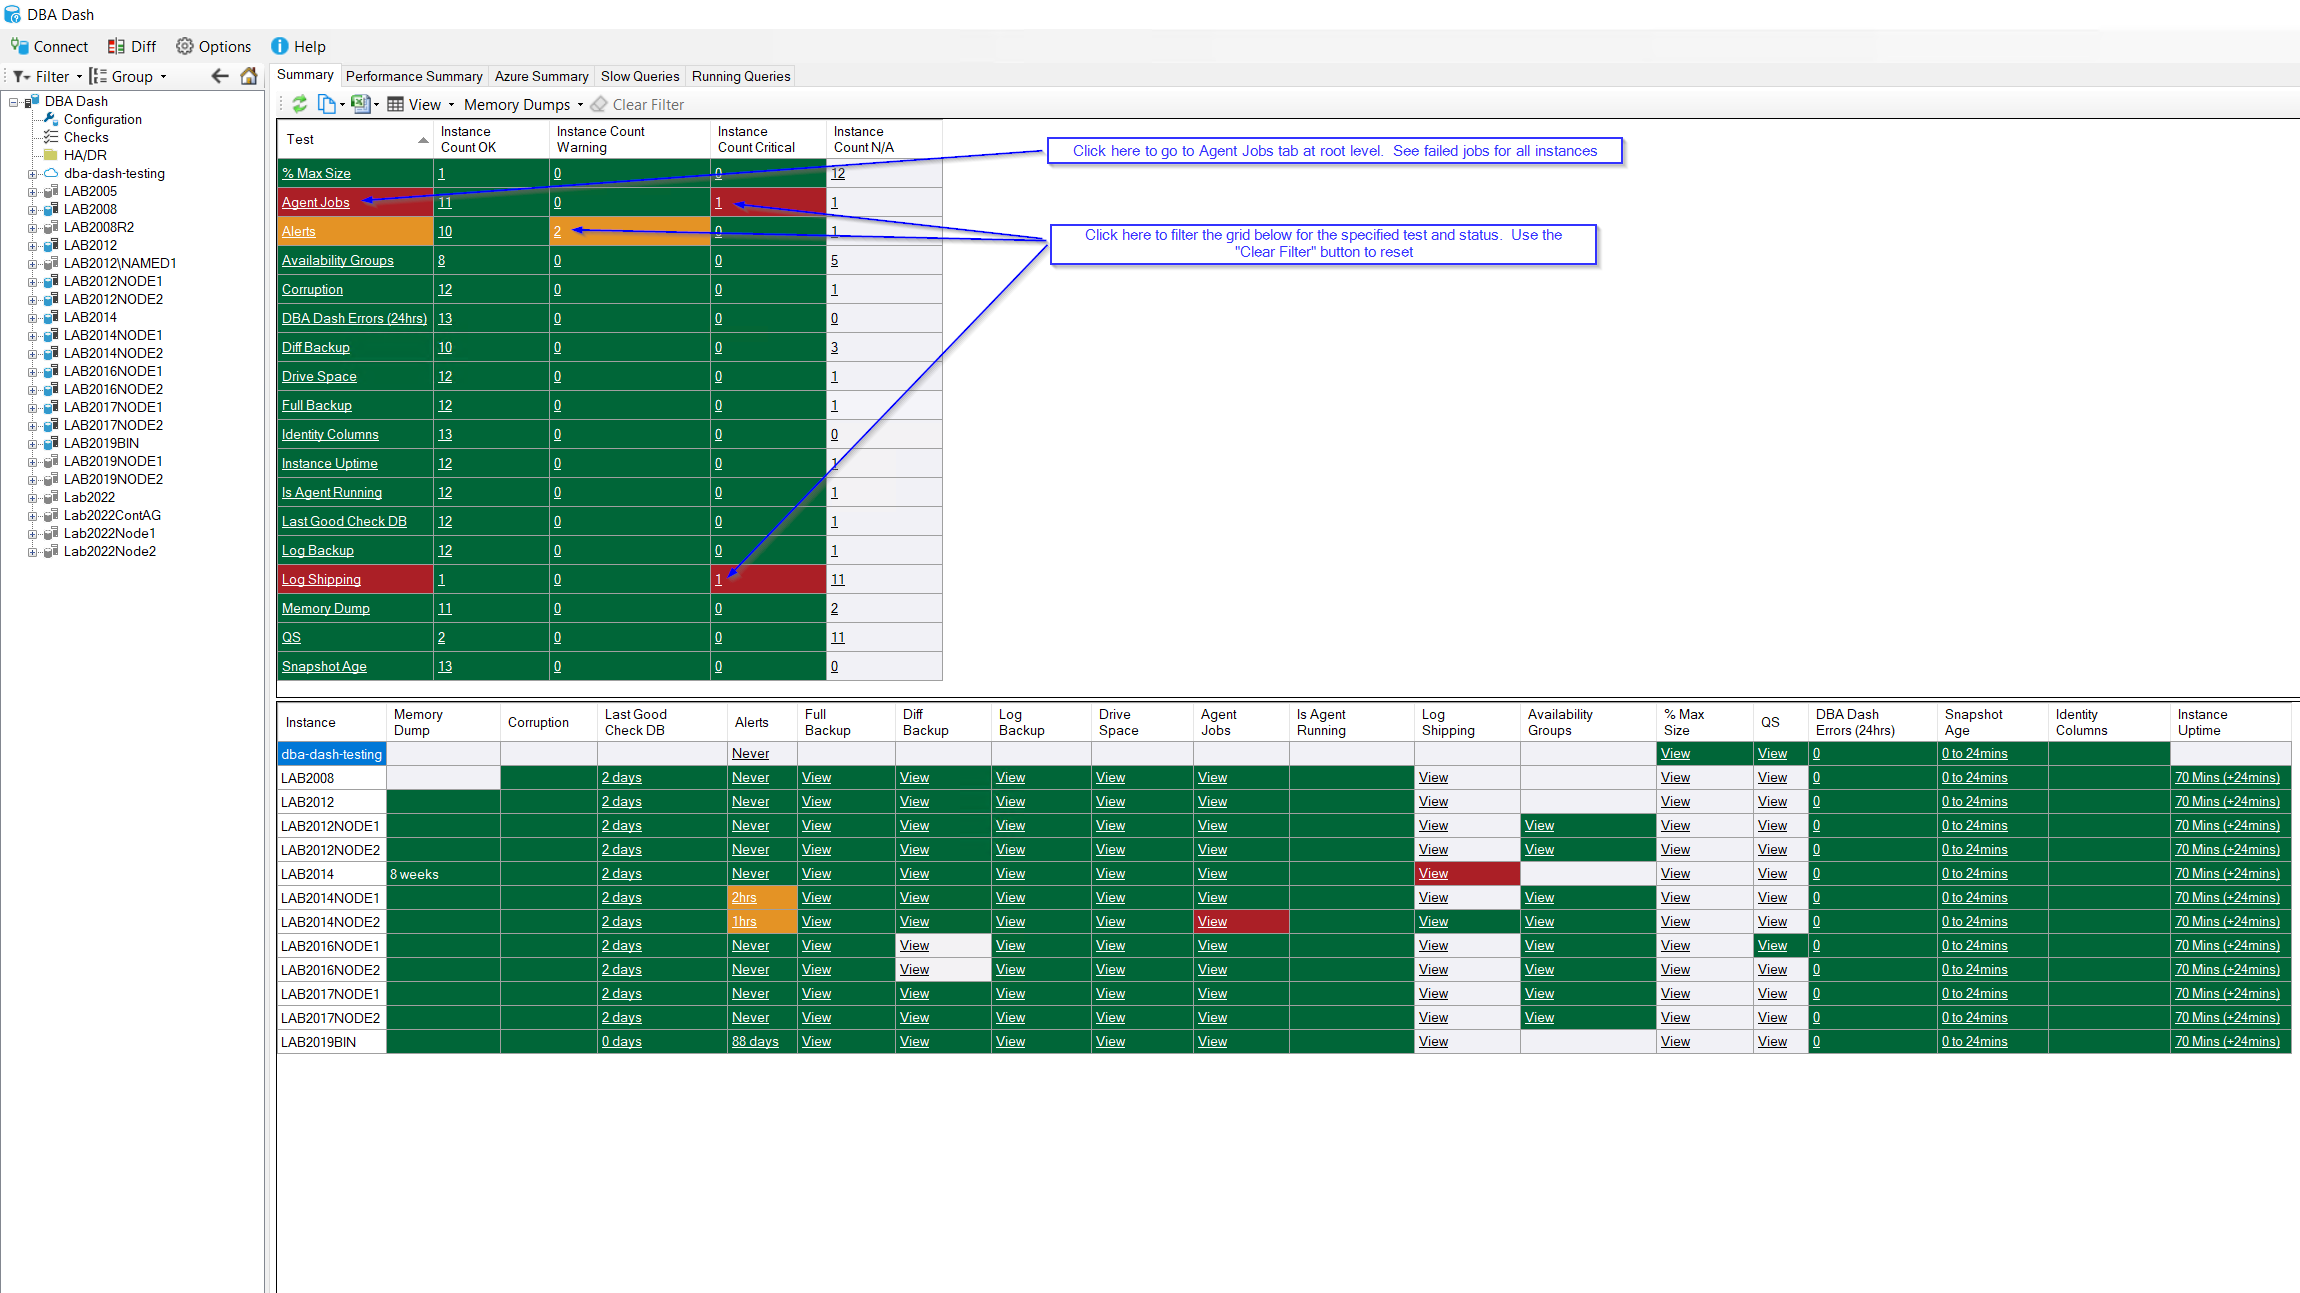 DBA Dash
Connect Diff Options Help
Filter Group
DBA Dash
Configuration
Checks
HA/DR
dba-dash-testing
LAB2005
LAB2008
LAB2008R2
LAB2012
LAB2012\NAMED1
LAB2012NODE1
LAB2012NODE2
LAB2014
LAB2014NODE1
LAB2014NODE2
LAB2016NODE1
LAB2016NODE2
LAB2017NODE1
LAB2017NODE2
LAB2019BIN
LAB2019NODE1
LAB2019NODE2
Lab2022
Lab2022ContAG
Lab2022Node1
Lab2022Node2
Summary Performance Summary Azure Summary Slow Queries Running Queries
View Memory Dumps Clear Filter
Test Instance Count OK Instance Count Warning Instance Count Critical Instance Count N/A
% Max Size 1 0 0 12
Agent Jobs 11 0 1 1
Alerts 10 2 0 1
Availability Groups 8 0 0 5
Corruption 12 0 0 1
DBA Dash Errors (24hrs) 13 0 0 0
Diff Backup 10 0 0 3
Drive Space 12 0 0 1
Full Backup 12 0 0 1
Identity Columns 13 0 0 0
Instance Uptime 12 0 0 1
Is Agent Running 12 0 0 1
Last Good Check DB 12 0 0 1
Log Backup 12 0 0 1
Log Shipping 1 0 1 11
Memory Dump 11 0 0 2
QS 2 0 0 11
Snapshot Age 13 0 0 0
Click here to go to Agent Jobs tab at root level. See failed jobs for all instances
Click here to filter the grid below for the specified test and status. Use the
"Clear Filter" button to reset
Instance Memory Dump Corruption Last Good Check DB Alerts Full Backup Diff Backup Log Backup Drive Space Agent Jobs Is Agent Running Log Shipping Availability Groups % Max Size QS DBA Dash Errors (24hrs) Snapshot Age Identity Columns Instance Uptime
dba-dash-testing Never View View 0 0 to 24mins
LAB2008 2 days Never View View View View View View View View 0 0 to 24mins 70 Mins (+24mins)
LAB2012 2 days Never View View View View View View View View 0 0 to 24mins 70 Mins (+24mins)
LAB2012NODE1 2 days Never View View View View View View View View View 0 0 to 24mins 70 Mins (+24mins)
LAB2012NODE2 2 days Never View View View View View View View View View 0 0 to 24mins 70 Mins (+24mins)
LAB2014 8 weeks 2 days Never View View View View View View View View 0 0 to 24mins 70 Mins (+24mins)
LAB2014NODE1 2 days 2hrs View View View View View View View View View 0 0 to 24mins 70 Mins (+24mins)
LAB2014NODE2 2 days 1hrs View View View View View View View View View 0 0 to 24mins 70 Mins (+24mins)
LAB2016NODE1 2 days Never View View View View View View View View View 0 0 to 24mins 70 Mins (+24mins)
LAB2016NODE2 2 days Never View View View View View View View View View 0 0 to 24mins 70 Mins (+24mins)
LAB2017NODE1 2 days Never View View View View View View View View View 0 0 to 24mins 70 Mins (+24mins)
LAB2017NODE2 2 days Never View View View View View View View View View 0 0 to 24mins 70 Mins (+24mins)
LAB2019BIN 0 days 88 days View View View View View View View View 0 0 to 24mins 70 Mins (+24mins)